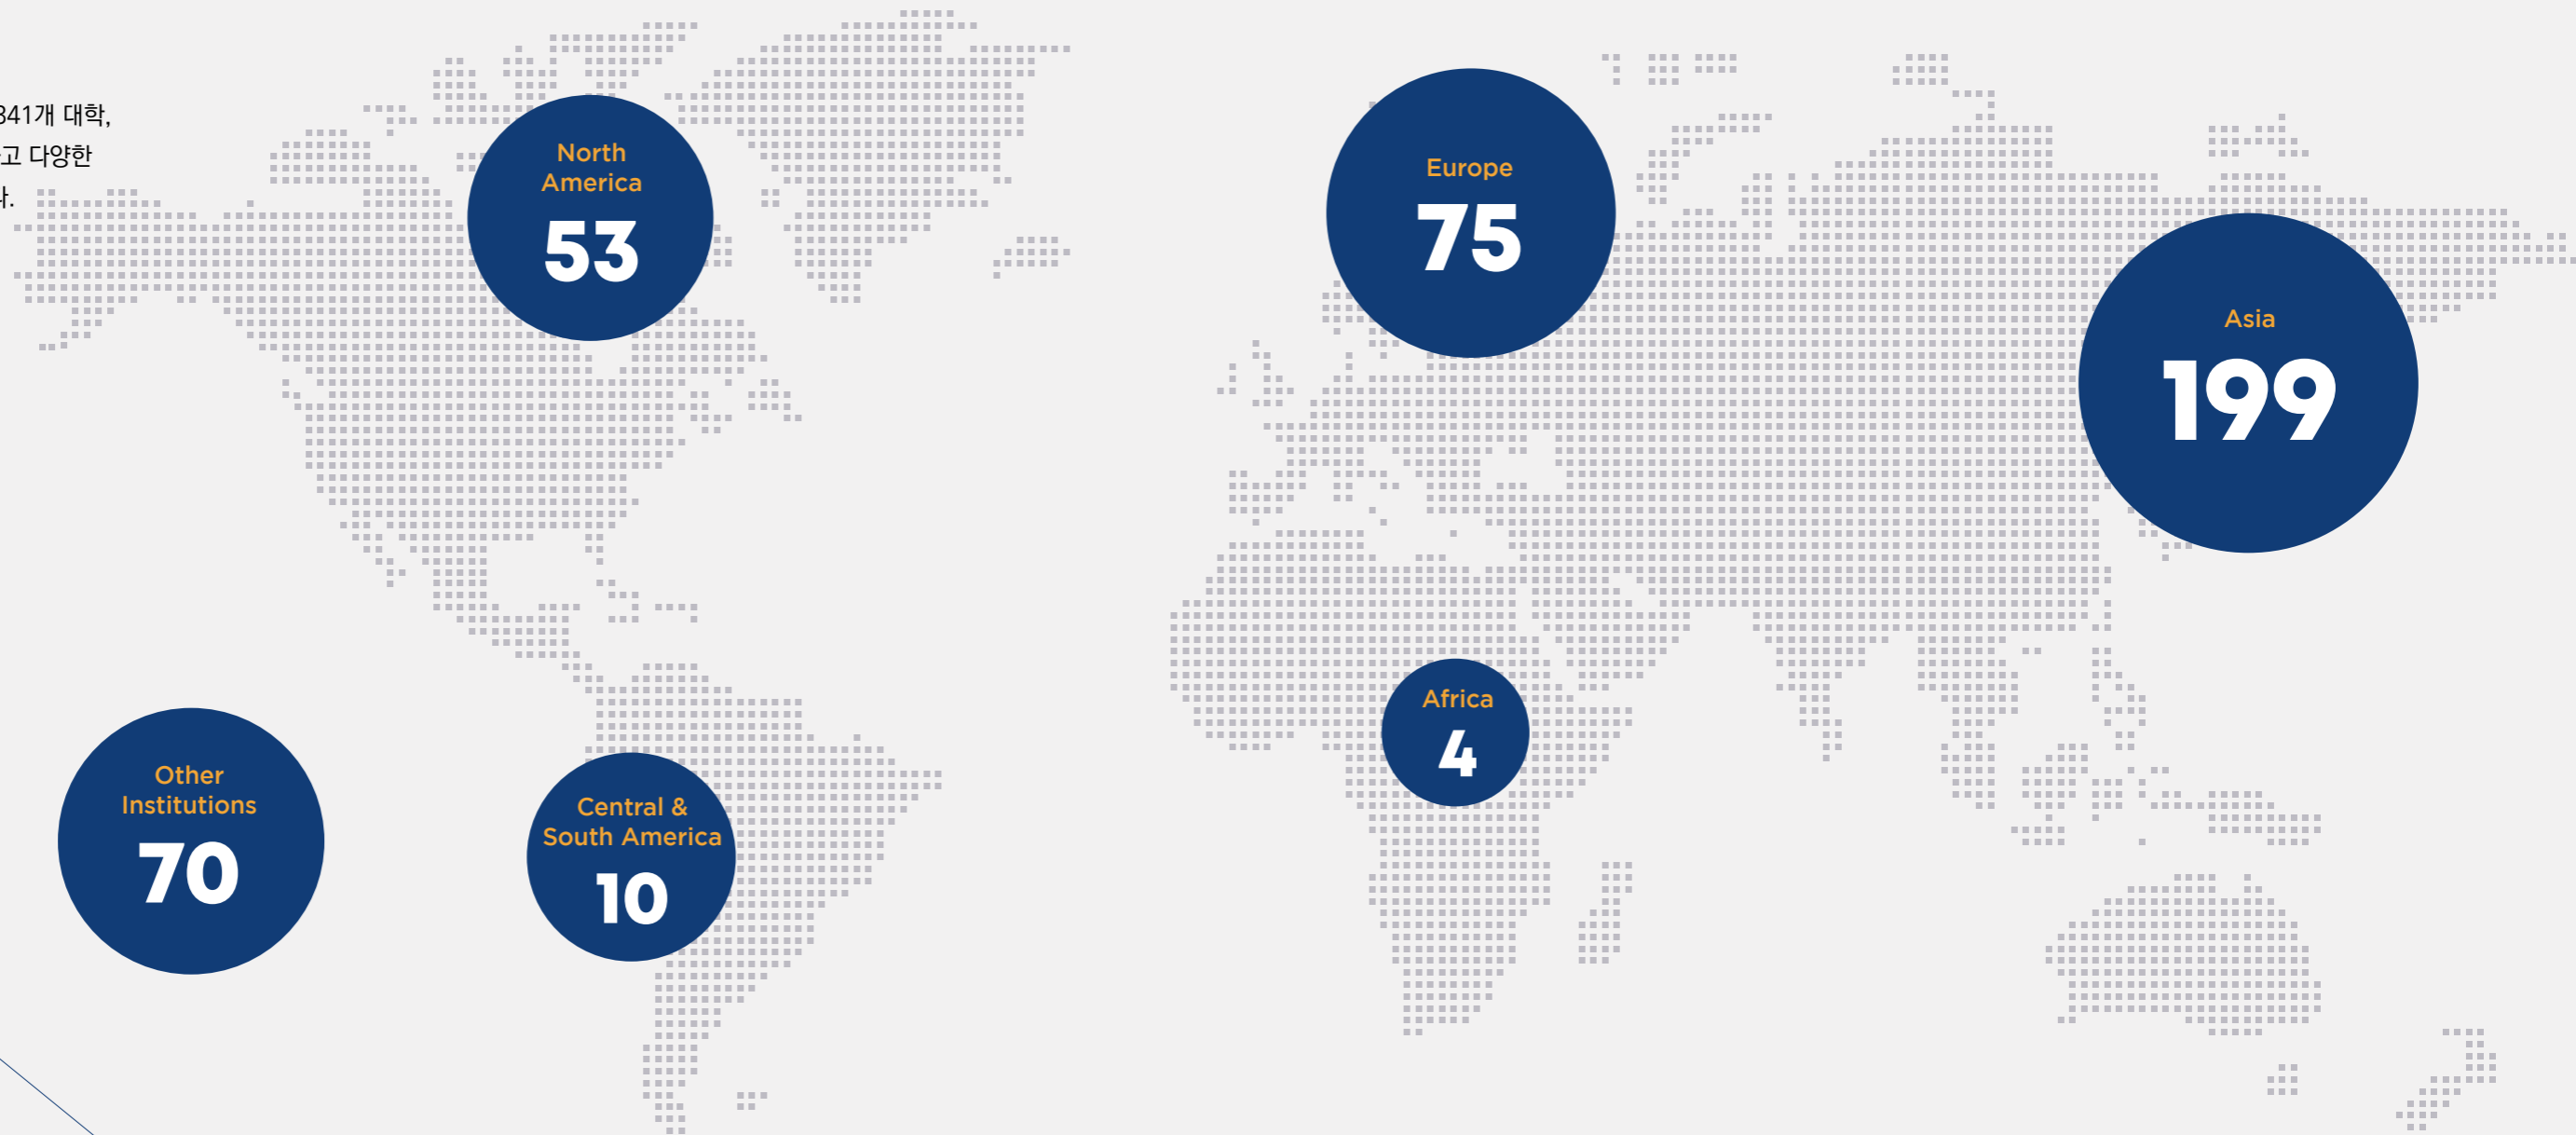 341개 대학,
고 다양한
다.
North
America
53
Europe
75
Asia
199
Africa
4
Other
Institutions
70
Central &
South America
10